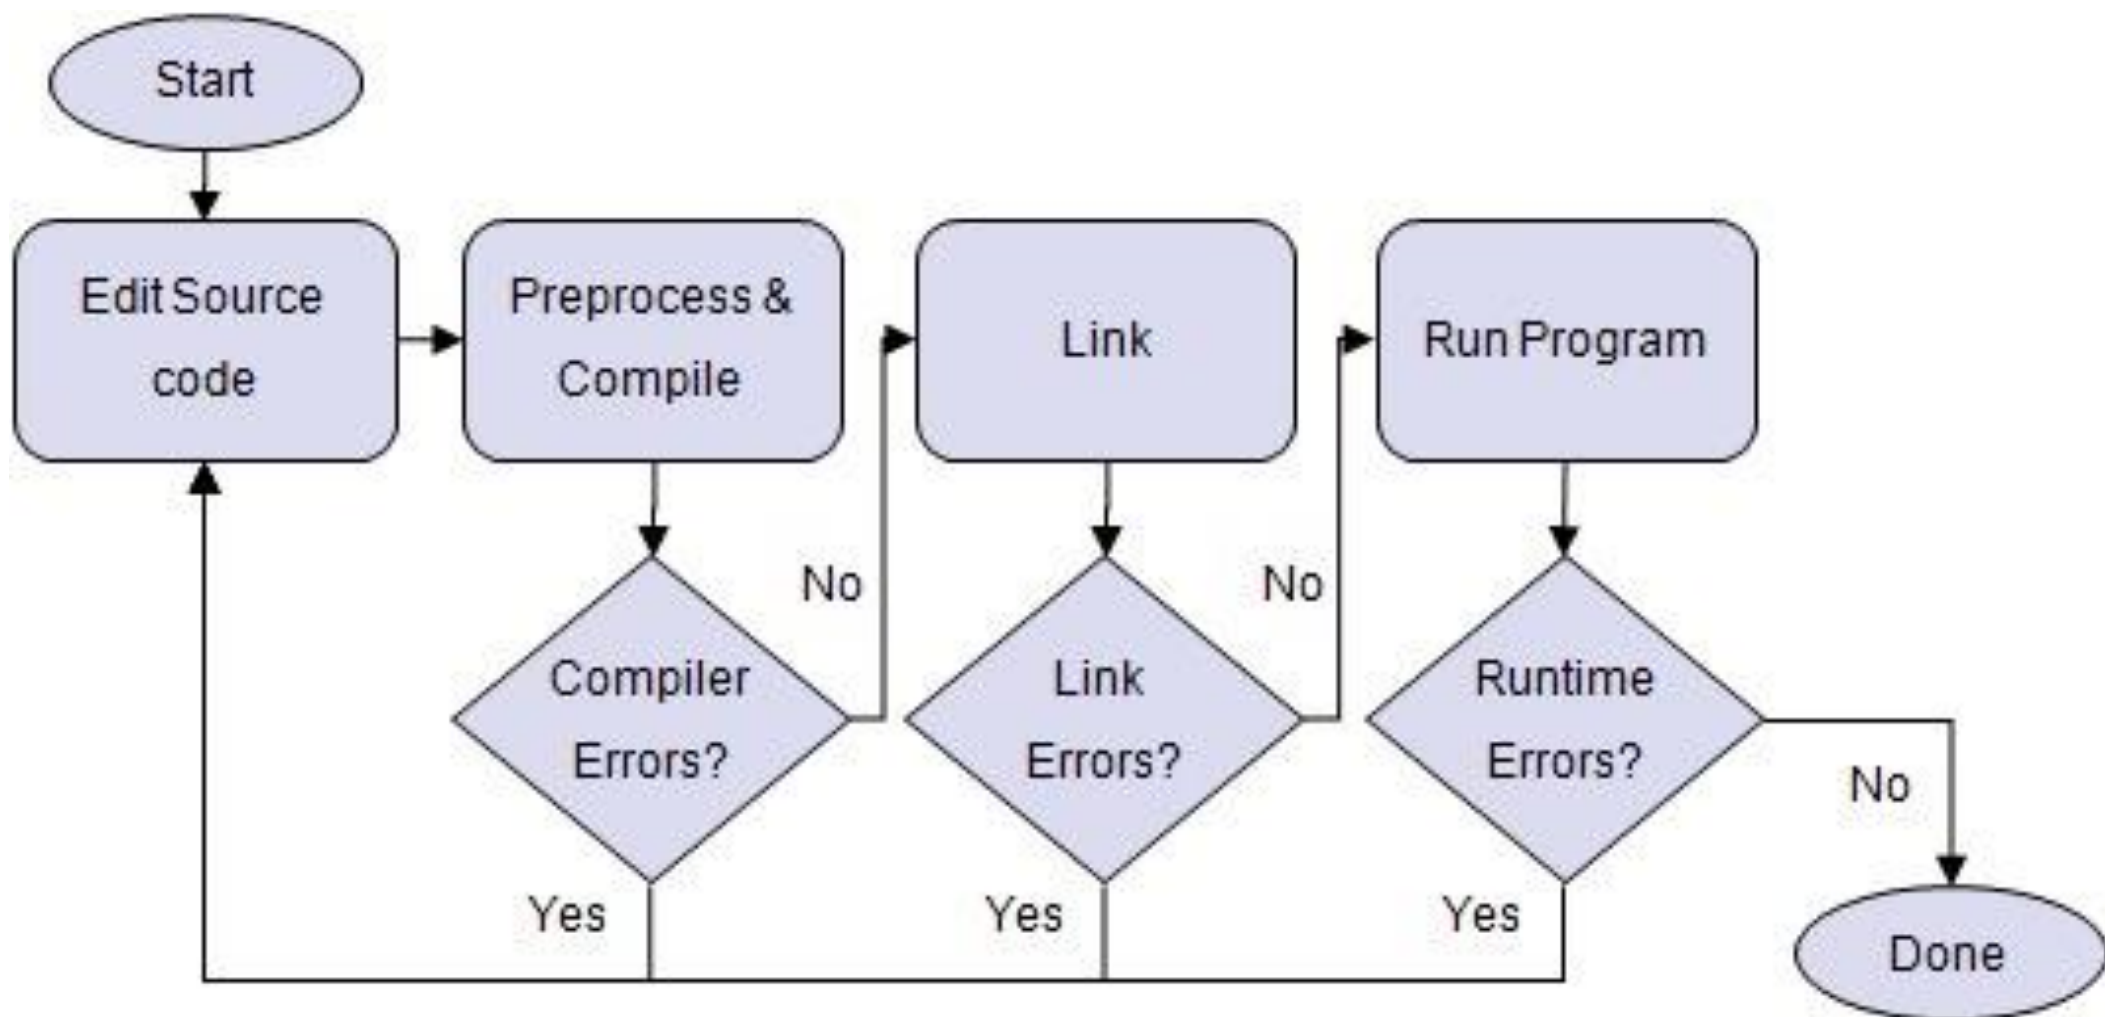 Start
Edit Source
code
Preprocess &
Compile
Link
Run Program
Compiler
Errors?
No
Link
Errors?
No
Runtime
Errors?
No
Yes
Yes
Yes
Done